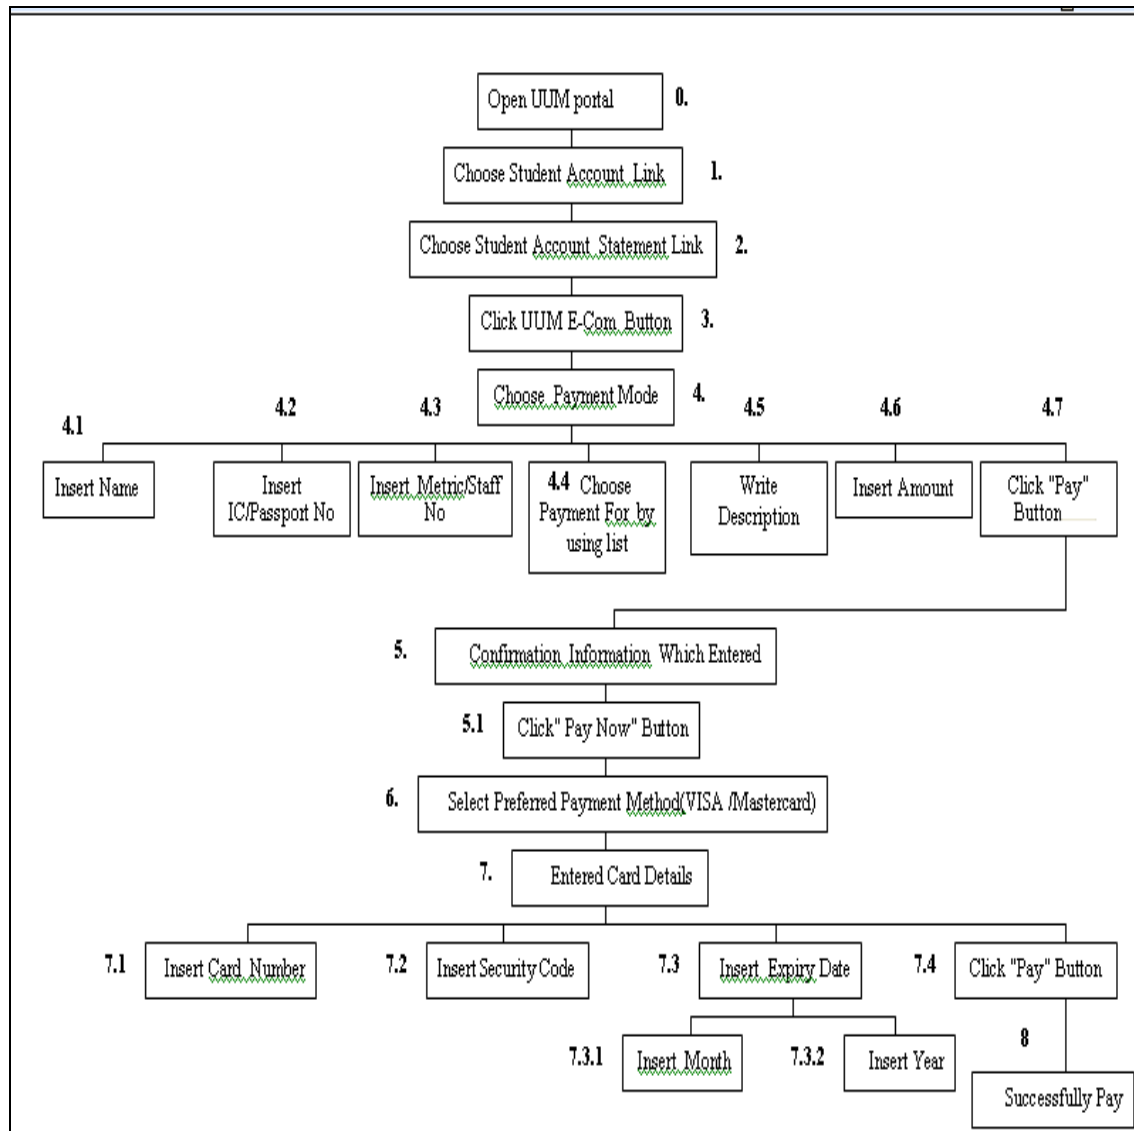 Open UUM portal 0.
Choose Student Account Link 1.
Choose Student Account Statement Link 2.
Click UUM E-Com Button 3.
Choose Payment Mode 4.
4.1 4.2 4.3 4.5 4.6 4.7
Insert Name
Insert
IC/Passport No
Insert Metric/Staff
No
4.4 Choose
Payment For by
using list
Write
Description
Insert Amount
Click "Pay"
Button
5. Confirmation Information Which Entered
5.1 Click" Pay Now" Button
6. Select Preferred Payment Method(VISA /Mastercard)
7. Entered Card Details
7.1 Insert Card Number
7.2 Insert Security Code
7.3 Insert Expiry Date
7.4 Click "Pay" Button
7.3.1 Insert Month
7.3.2 Insert Year
8
Successfully Pay